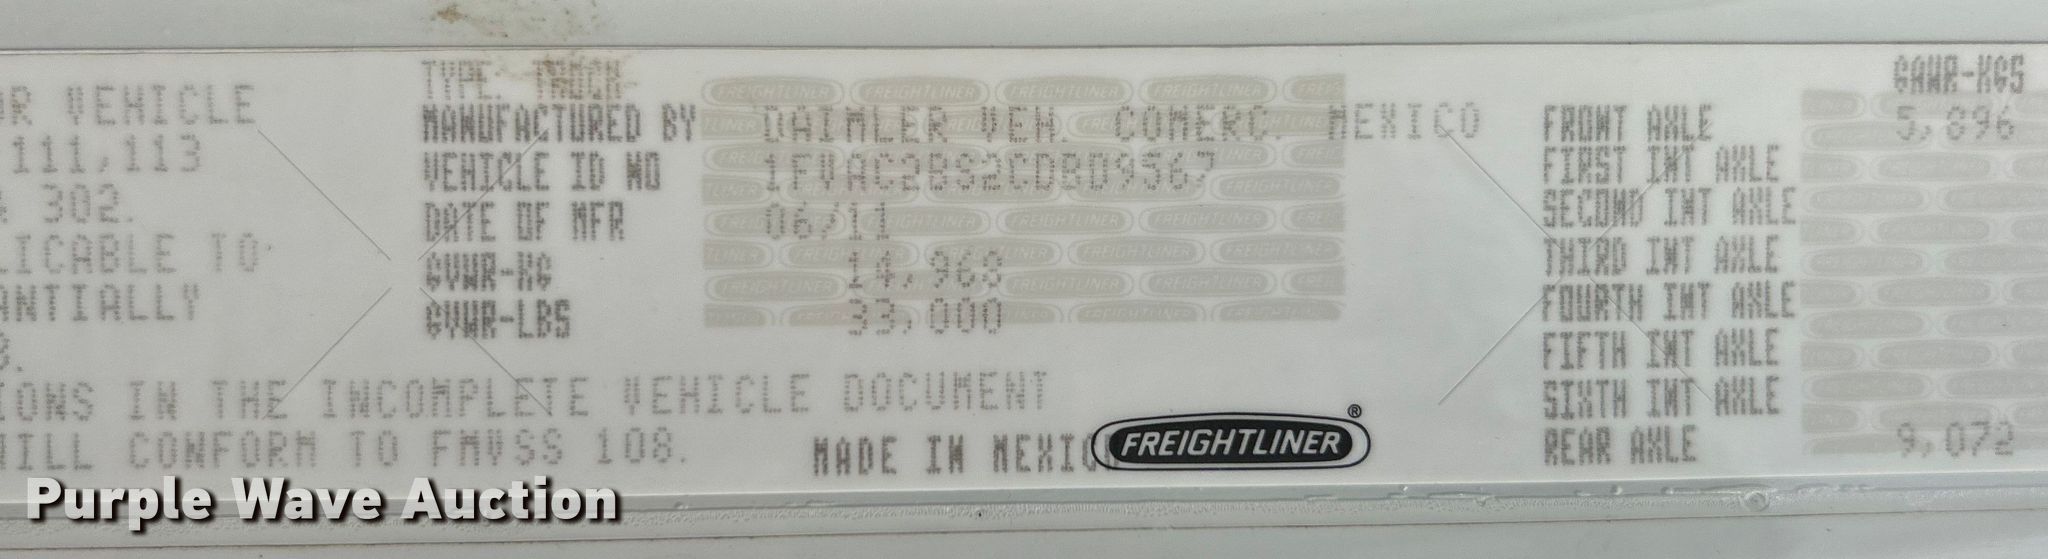 OR VEHICLE
111,113
302.
LICABLE TO
ANTIALLY
IONS IN THE INCOMPLETE VEHICLE DOCUMENT
WILL CONFORM TO FMVSS 108.
TYPE: TRUCK
MANUFACTURED BY DAIMLER VEH. COMERC. MEXICO
VEHICLE ID NO 1FVAC2BS2CDBD9567
DATE OF MFR 06/11
GVWR-KG 14,968
GVWR-LBS 33,000
MADE IN MEXICO
FREIGHTLINER®
GAWR-KGS
FRONT AXLE 5,896
FIRST INT AXLE
SECOND INT AXLE
THIRD INT AXLE
FOURTH INT AXLE
FIFTH INT AXLE
SIXTH INT AXLE
REAR AXLE 9,072
Purple Wave Auction